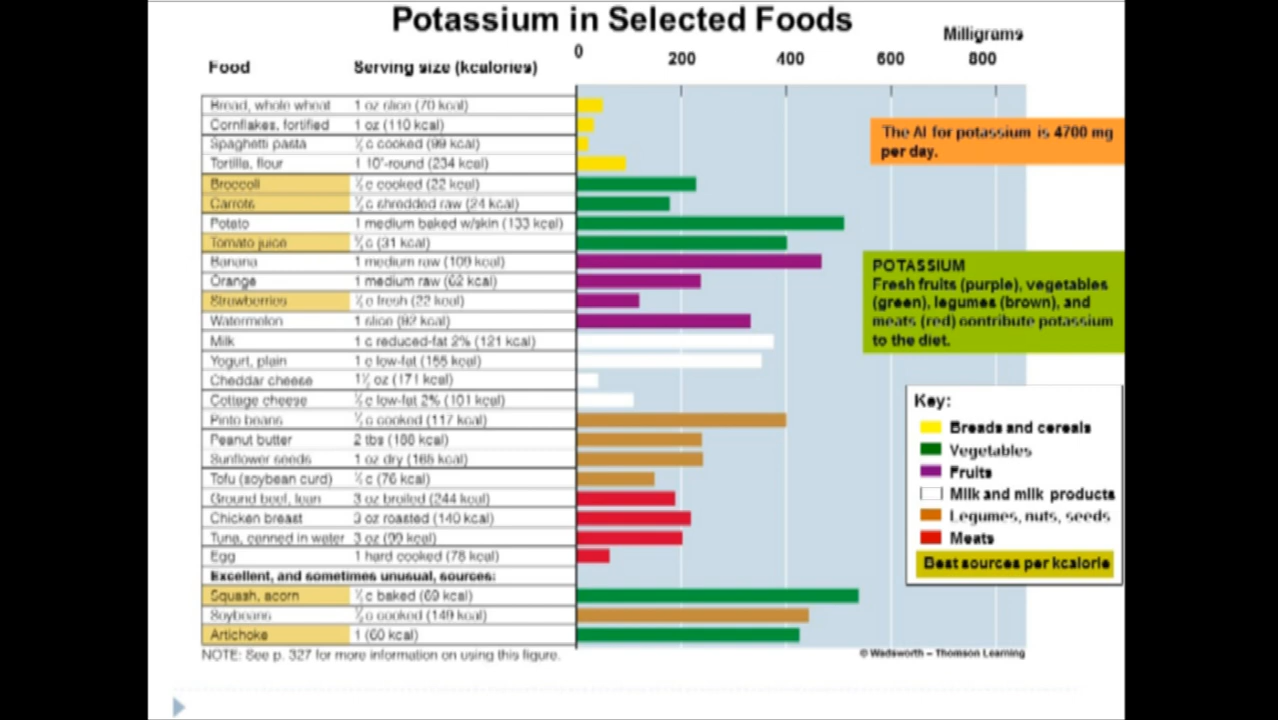 Potassium in Selected Foods
Milligrams
0 200 400 600 800
Food Serving size (kcalories)
Bread, whole wheat 1 oz slice (70 kcal)
Cornflakes, fortified 1 oz (110 kcal)
Spaghetti pasta ½ c cooked (99 kcal)
Tortilla, flour 1 10"-round (234 kcal)
Broccoli ½ c cooked (22 kcal)
Carrots ½ c shredded raw (24 kcal)
Potato 1 medium baked w/skin (133 kcal)
Tomato juice c (31 kcal)
Banana 1 medium raw (109 kcal)
Orange 1 medium raw (62 kcal)
Strawberries ½ c fresh (22 kcal)
Watermelon 1 slice (92 kcal)
Milk 1 c reduced-fat 2% (121 kcal)
Yogurt, plain 1 c low-fat (155 kcal)
Cheddar cheese 1½ oz (171 kcal)
Cottage cheese ½ c low-fat 2% (101 kcal)
Pinto beans ½ c cooked (117 kcal)
Peanut butter 2 tbs (188 kcal)
Sunflower seeds 1 oz dry (165 kcal)
Tofu (soybean curd) ½ c (76 kcal)
Ground beef, lean 3 oz broiled (244 kcal)
Chicken breast 3 oz roasted (140 kcal)
Tuna, canned in water 3 oz (99 kcal)
Egg 1 hard cooked (78 kcal)
Excellent, and sometimes unusual, sources:
Squash, acorn ½ c baked (69 kcal)
Soybeans ½ c cooked (149 kcal)
Artichoke 1 (60 kcal)
NOTE: See p. 327 for more information on using this figure.
The AI for potassium is 4700 mg
per day.
POTASSIUM
Fresh fruits (purple), vegetables
(green), legumes (brown), and
meats (red) contribute potassium
to the diet.
Key:
Breads and cereals
Vegetables
Fruits
Milk and milk products
Legumes, nuts, seeds
Meats
Best sources per kcalorie
© Wadsworth – Thomson Learning